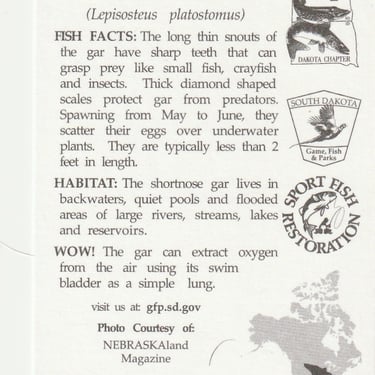 (Lepisosteus platostomus)
FISH FACTS: The long thin snouts of
the gar have sharp teeth that can
grasp prey like small fish, crayfish
and insects. Thick diamond shaped
scales protect gar from predators.
Spawning from May to June, they
scatter their eggs over underwater
plants. They are typically less than 2
feet in length.
HABITAT: The shortnose gar lives in
backwaters, quiet pools and flooded
areas of large rivers, streams, lakes
and reservoirs.
WOW! The gar can extract oxygen
from the air using its swim
bladder as a simple lung.
visit us at: gfp.sd.gov
Photo Courtesy of:
NEBRASKAland
Magazine
DAKOTA CHAPTER
SOUTH DAKOTA
Game, Fish
& Parks
SPORT FISH
RESTORATION